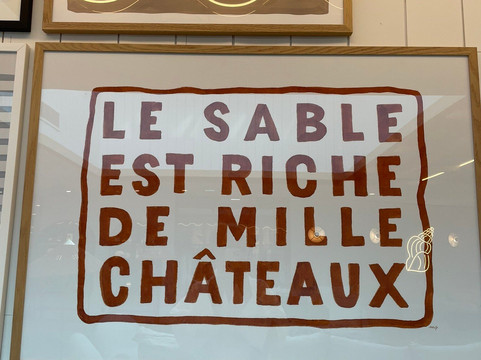 LE SABLE
EST RICHE
DE MILLE
CHÂTEAUX